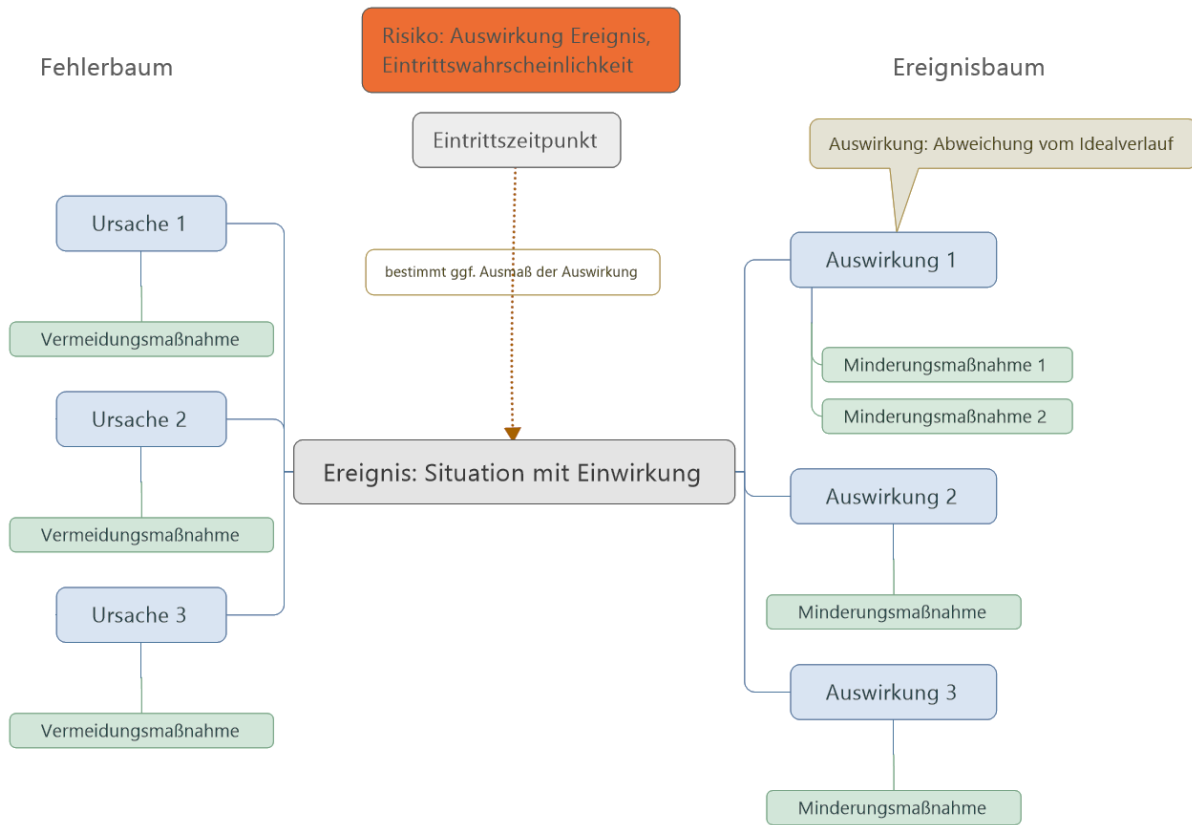 Risiko: Auswirkung Ereignis,
Eintrittswahrscheinlichkeit
Fehlerbaum
Ereignisbaum
Eintrittszeitpunkt
Auswirkung: Abweichung vom Idealverlauf
Ursache 1
Auswirkung 1
bestimmt ggf. Ausmaß der Auswirkung
Vermeidungsmaßnahme
Minderungsmaßnahme 1
Ursache 2
Minderungsmaßnahme 2
Ereignis: Situation mit Einwirkung
Auswirkung 2
Vermeidungsmaßnahme
Ursache 3
Minderungsmaßnahme
Auswirkung 3
Vermeidungsmaßnahme
Minderungsmaßnahme